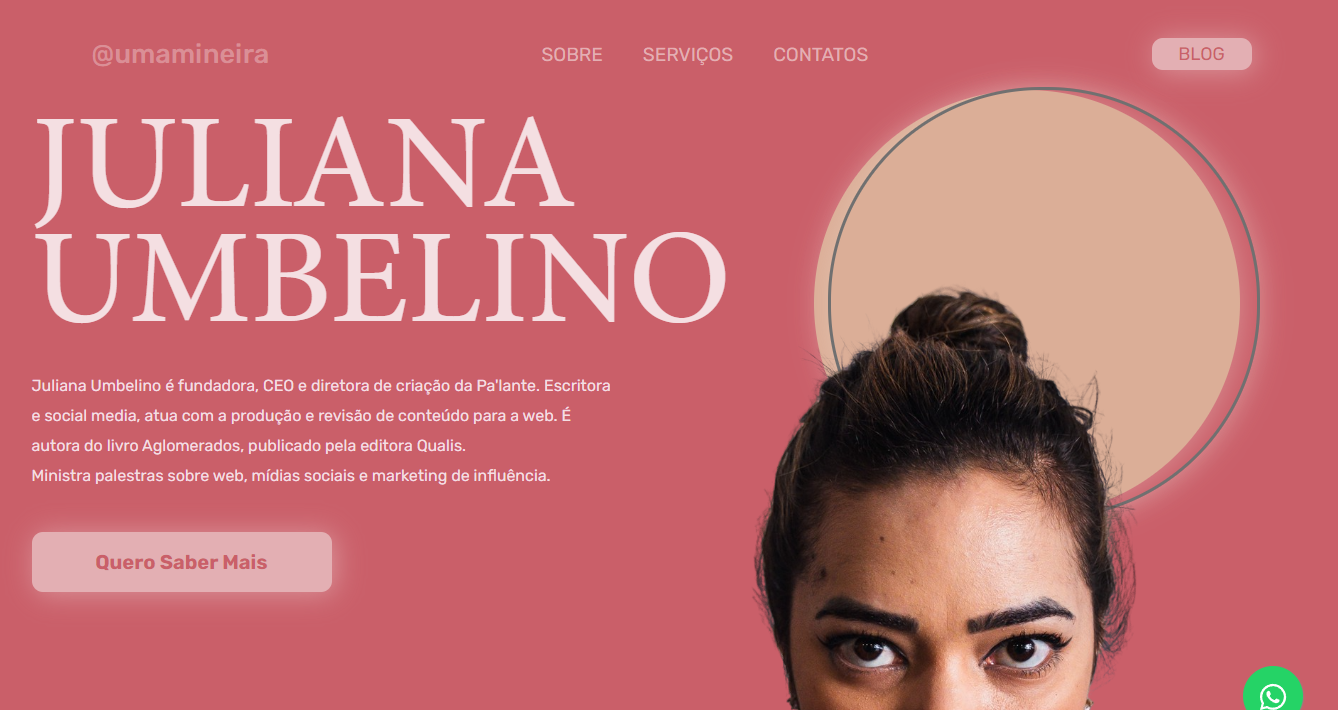 @umamineira
SOBRE SERVIÇOS CONTATOS
BLOG
JULIANA
UMBELINO
Juliana Umbelino é fundadora, CEO e diretora de criação da Pa'lante. Escritora
e social media, atua com a produção e revisão de conteúdo para a web. É
autora do livro Aglomerados, publicado pela editora Qualis.
Ministra palestras sobre web, mídias sociais e marketing de influência.
Quero Saber Mais